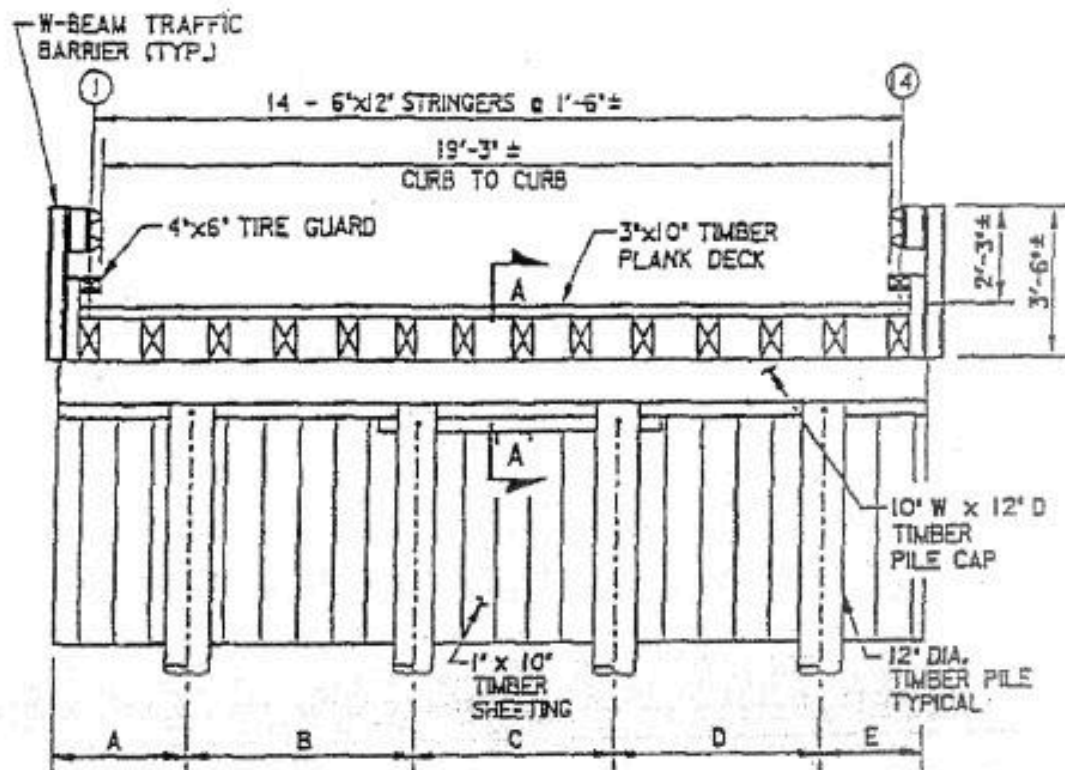 W-BEAM TRAFFIC
BARRIER (TYP.)
1
14
14 - 6"x12" STRINGERS @ 1'-6"±
19'-3" ±
CURB TO CURB
4"x6" TIRE GUARD
3"x10" TIMBER
PLANK DECK
A
2'-3"±
3'-6"±
A
10" W x 12" D
TIMBER
PILE CAP
1" x 10"
TIMBER
SHEETING
12" DIA.
TIMBER PILE
TYPICAL
A
B
C
D
E